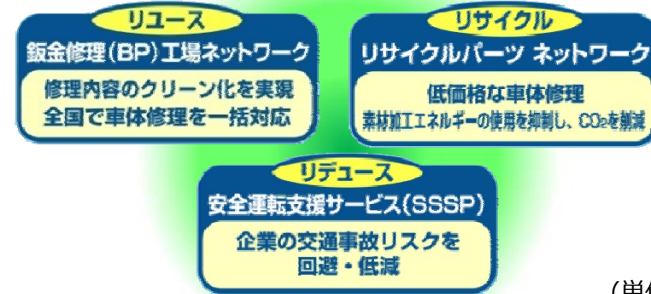 リユース
鈑金修理(BP)工場ネットワーク
修理内容のクリーン化を実現
全国で車体修理を一括対応
リサイクル
リサイクルパーツ ネットワーク
低価格な車体修理
素材加工エネルギーの使用を抑制し、CO2を削減
リデュース
安全運転支援サービス(SSSP)
企業の交通事故リスクを
回避・低減
(単